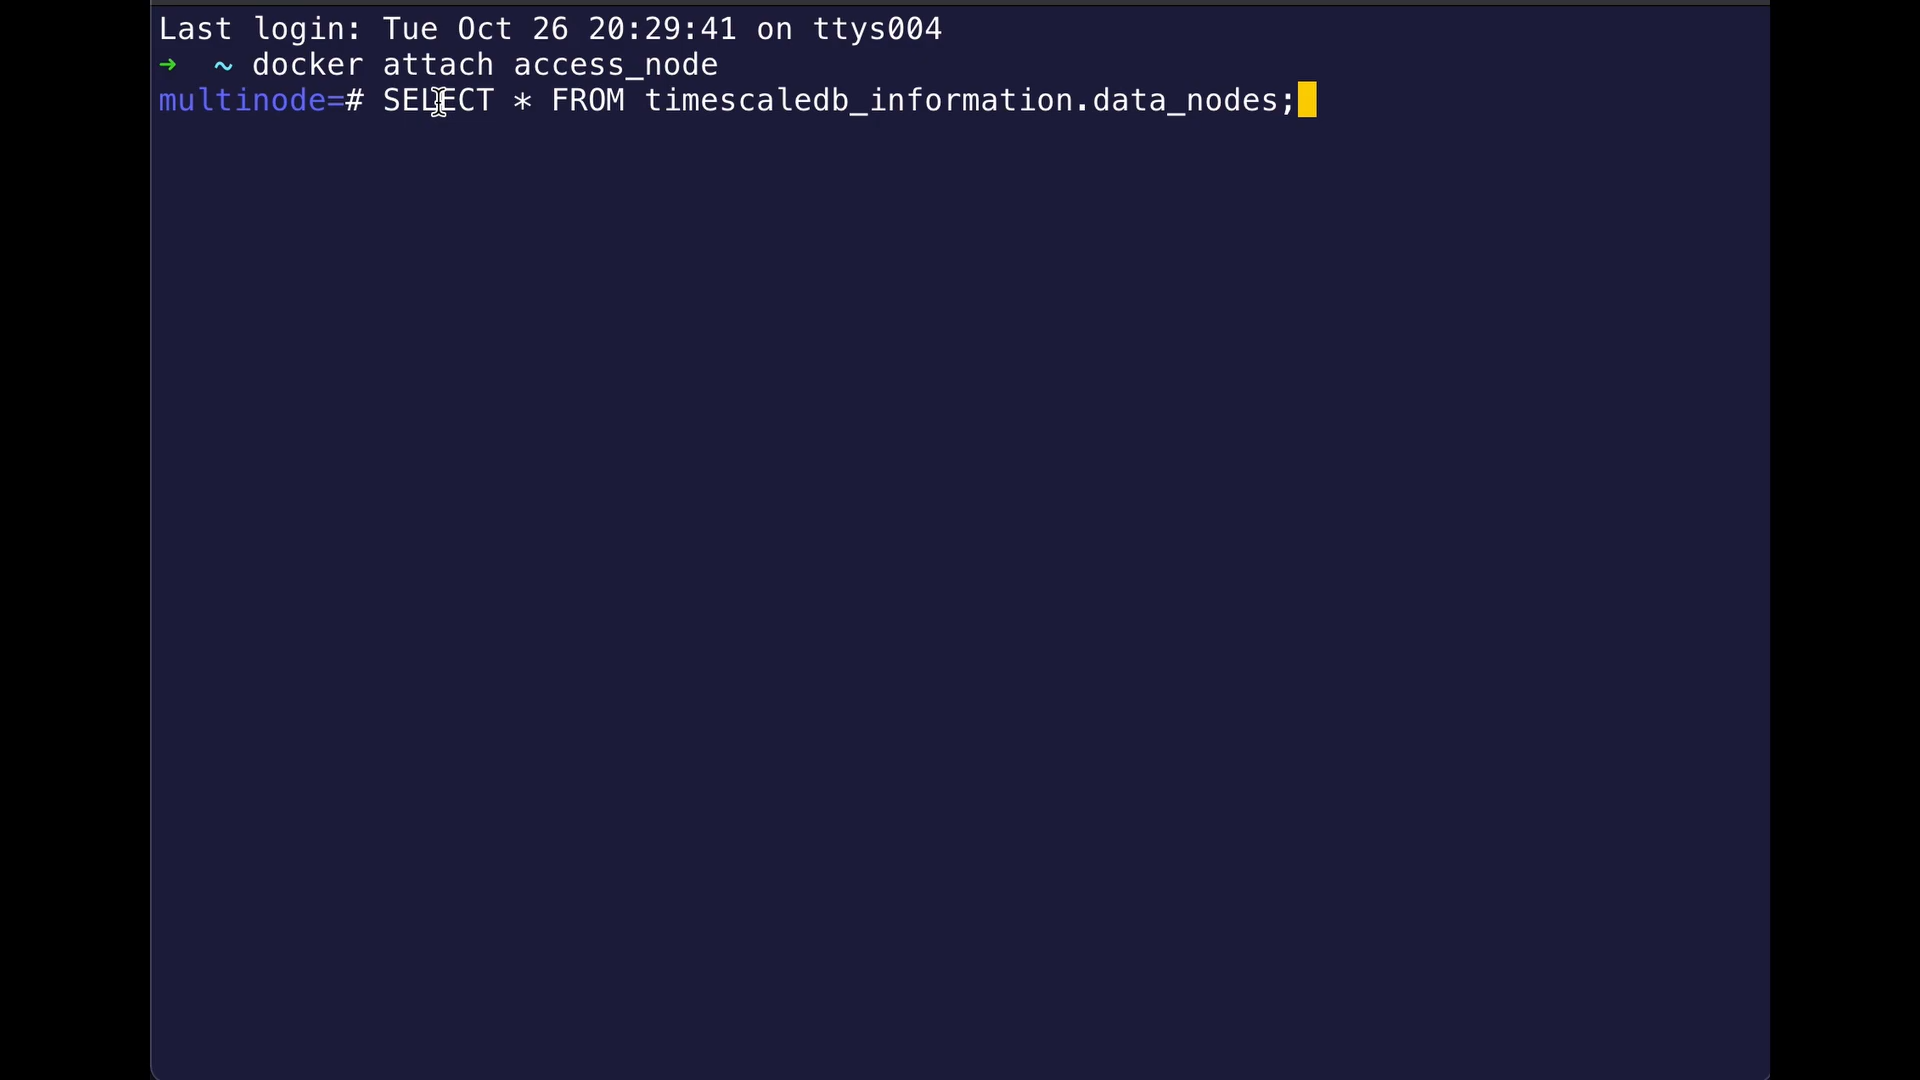 Last login: Tue Oct 26 20:29:41 on ttys004
➜  ~ docker attach access_node
multinode=# SELECT * FROM timescaledb_information.data_nodes;